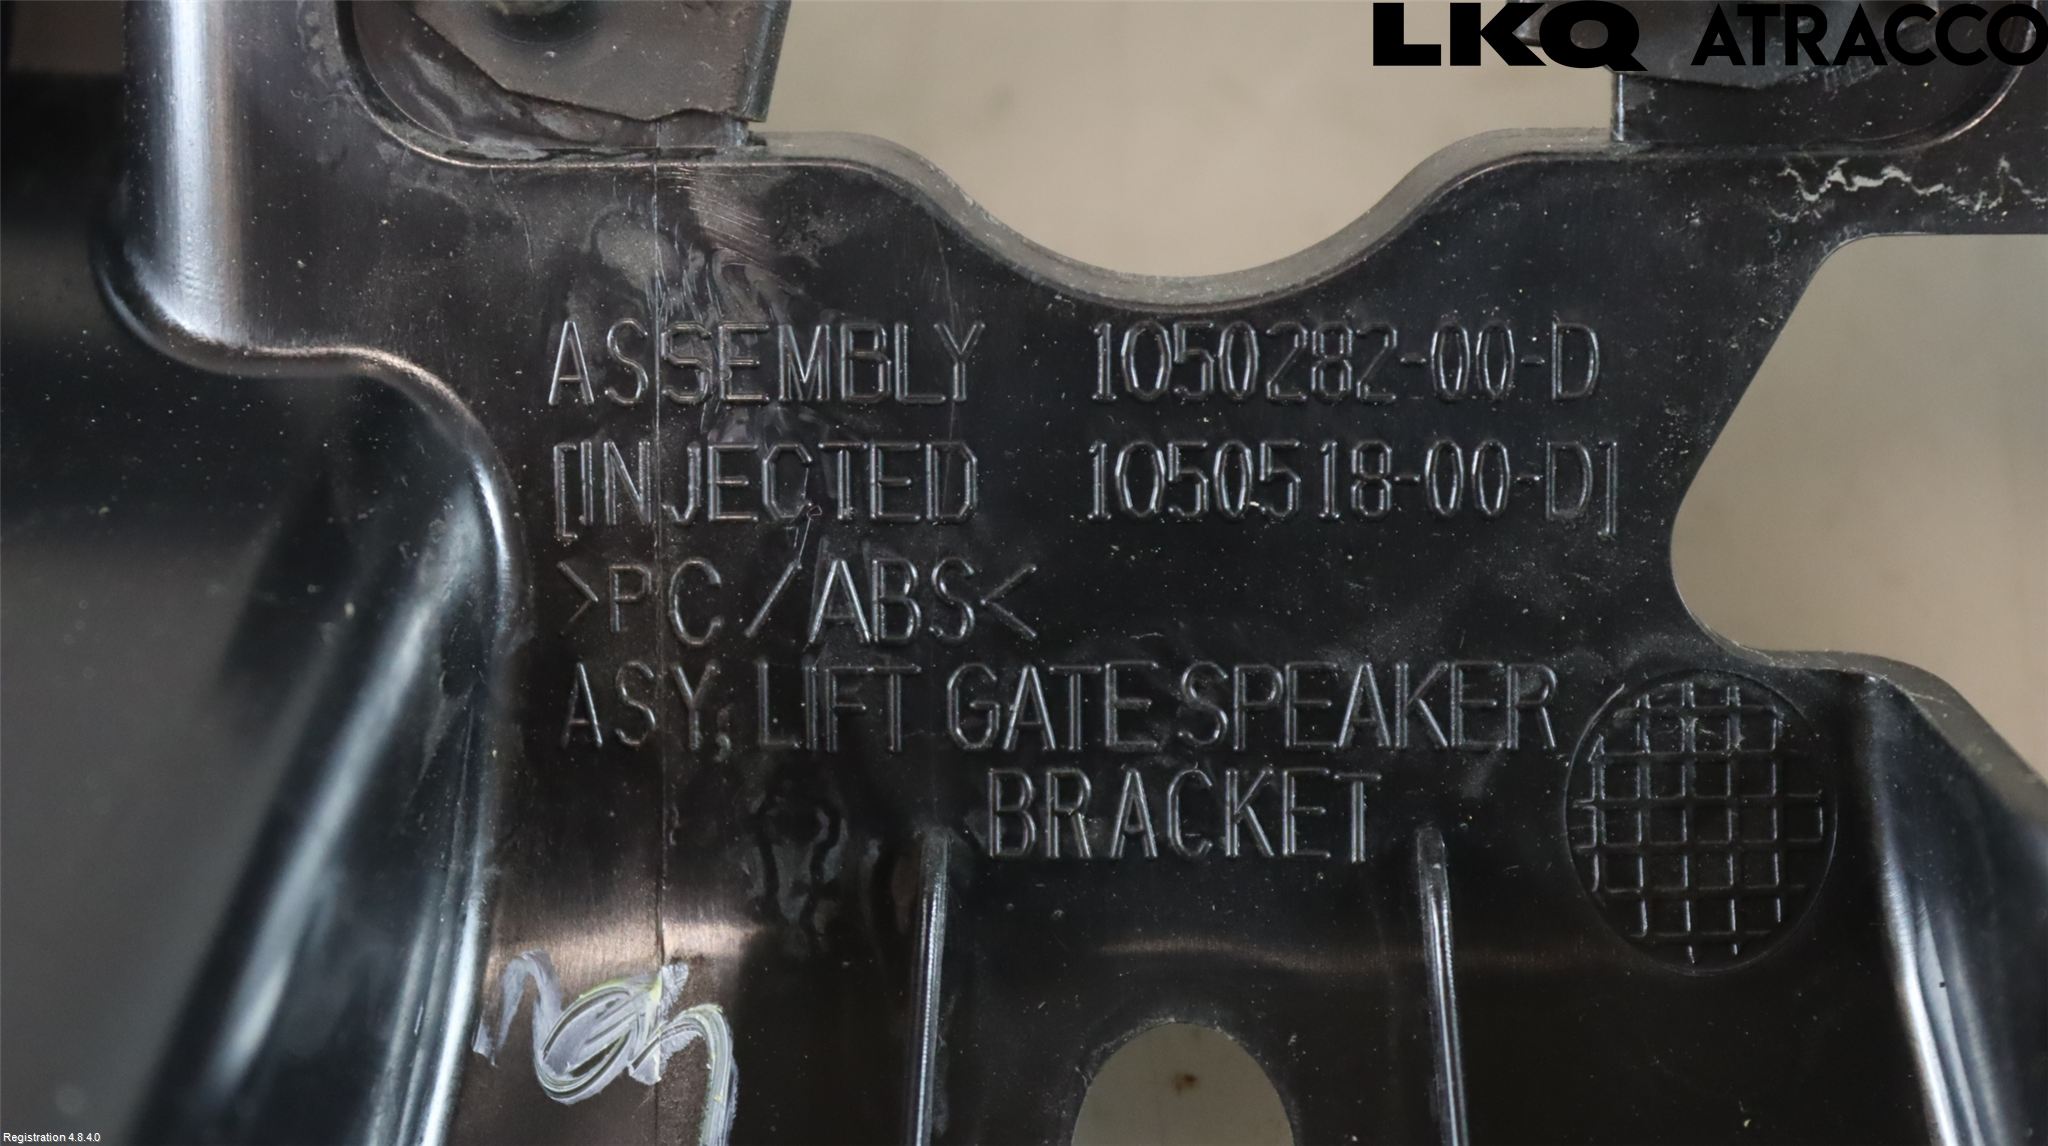 LKQ ATRACCO
ASSEMBLY 1050282-00-D
[INJECTED 1050518-00-D]
>PC/ABS<
ASY, LIFT GATE SPEAKER
BRACKET
Registration 4.8.4.0